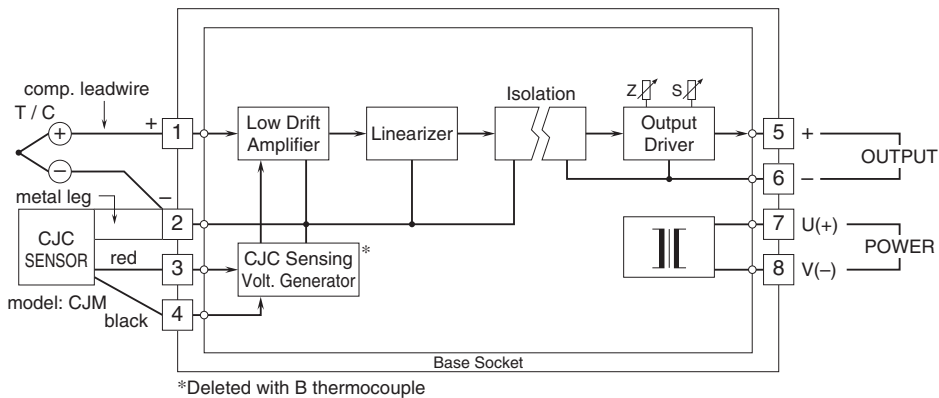 comp. leadwire
T / C
+
–
metal leg
CJC
SENSOR
model: CJM
red
black
+
–
1
2
3
4
Low Drift
Amplifier
Linearizer
Isolation
Z
S
Output
Driver
CJC Sensing
Volt. Generator
*
5
+
6
–
OUTPUT
7
U(+)
8
V(–)
POWER
Base Socket
*Deleted with B thermocouple